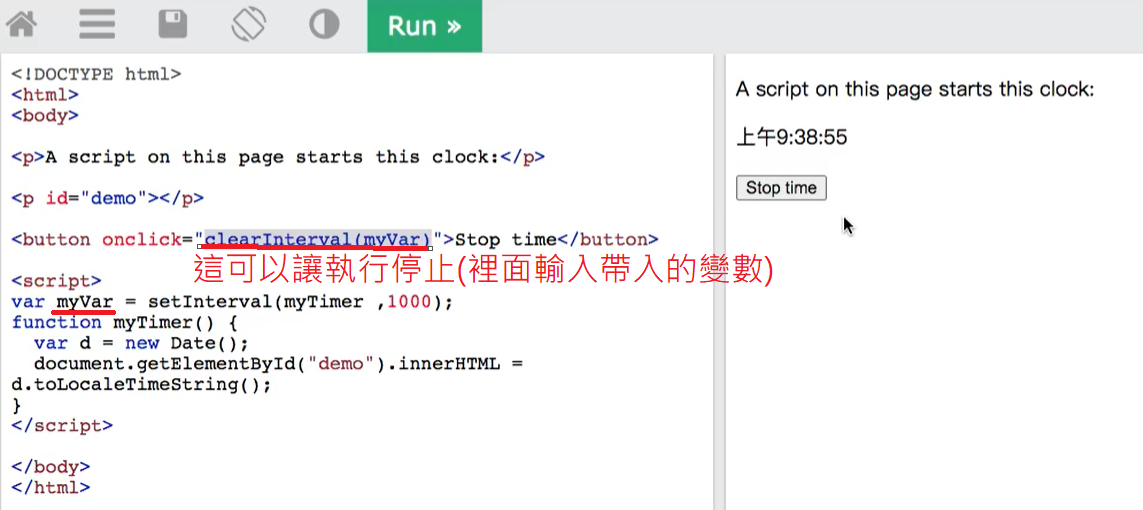 Run »
<!DOCTYPE html>
<html>
<body>
<p>A script on this page starts this clock:</p>
<p id="demo"></p>
<button onclick="clearInterval(myVar)">Stop time</button>
這可以讓執行停止(裡面輸入帶入的變數)
<script>
var myVar = setInterval(myTimer ,1000);
function myTimer() {
  var d = new Date();
  document.getElementById("demo").innerHTML =
d.toLocaleTimeString();
}
</script>
</body>
</html>
A script on this page starts this clock:
上午9:38:55
Stop time